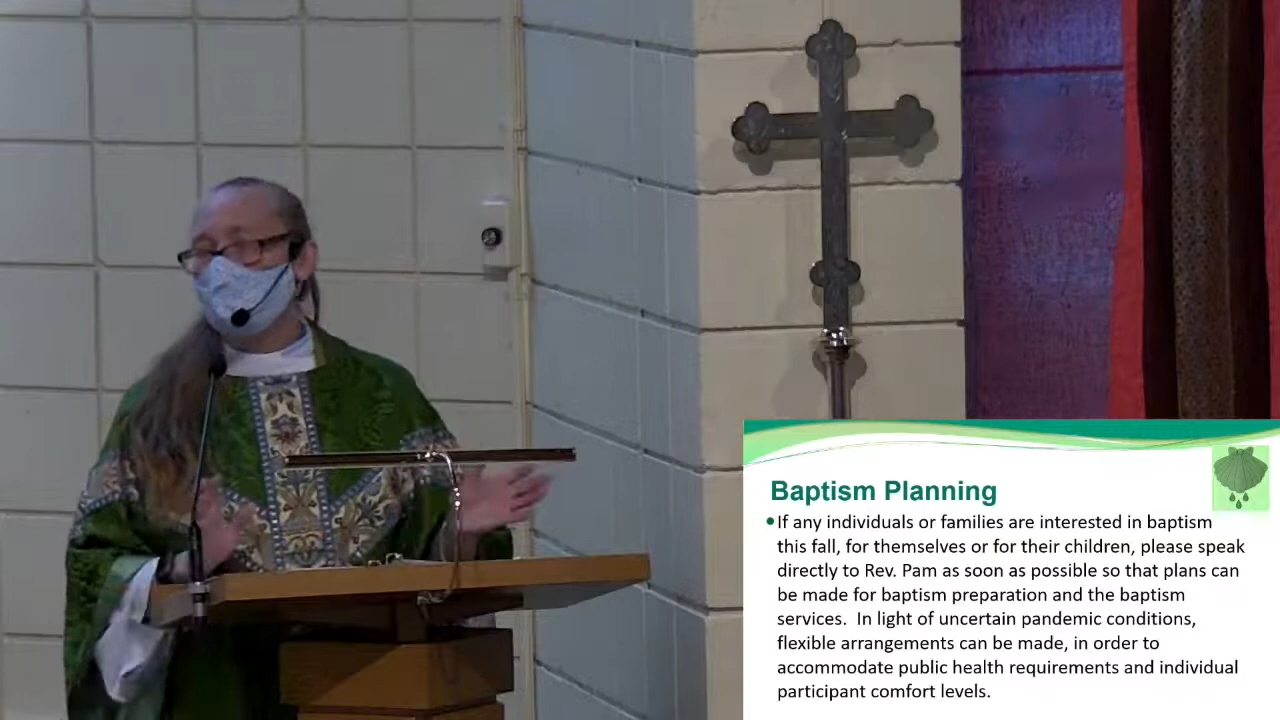 Baptism Planning
•If any individuals or families are interested in baptism
this fall, for themselves or for their children, please speak
directly to Rev. Pam as soon as possible so that plans can
be made for baptism preparation and the baptism
services.  In light of uncertain pandemic conditions,
flexible arrangements can be made, in order to
accommodate public health requirements and individual
participant comfort levels.